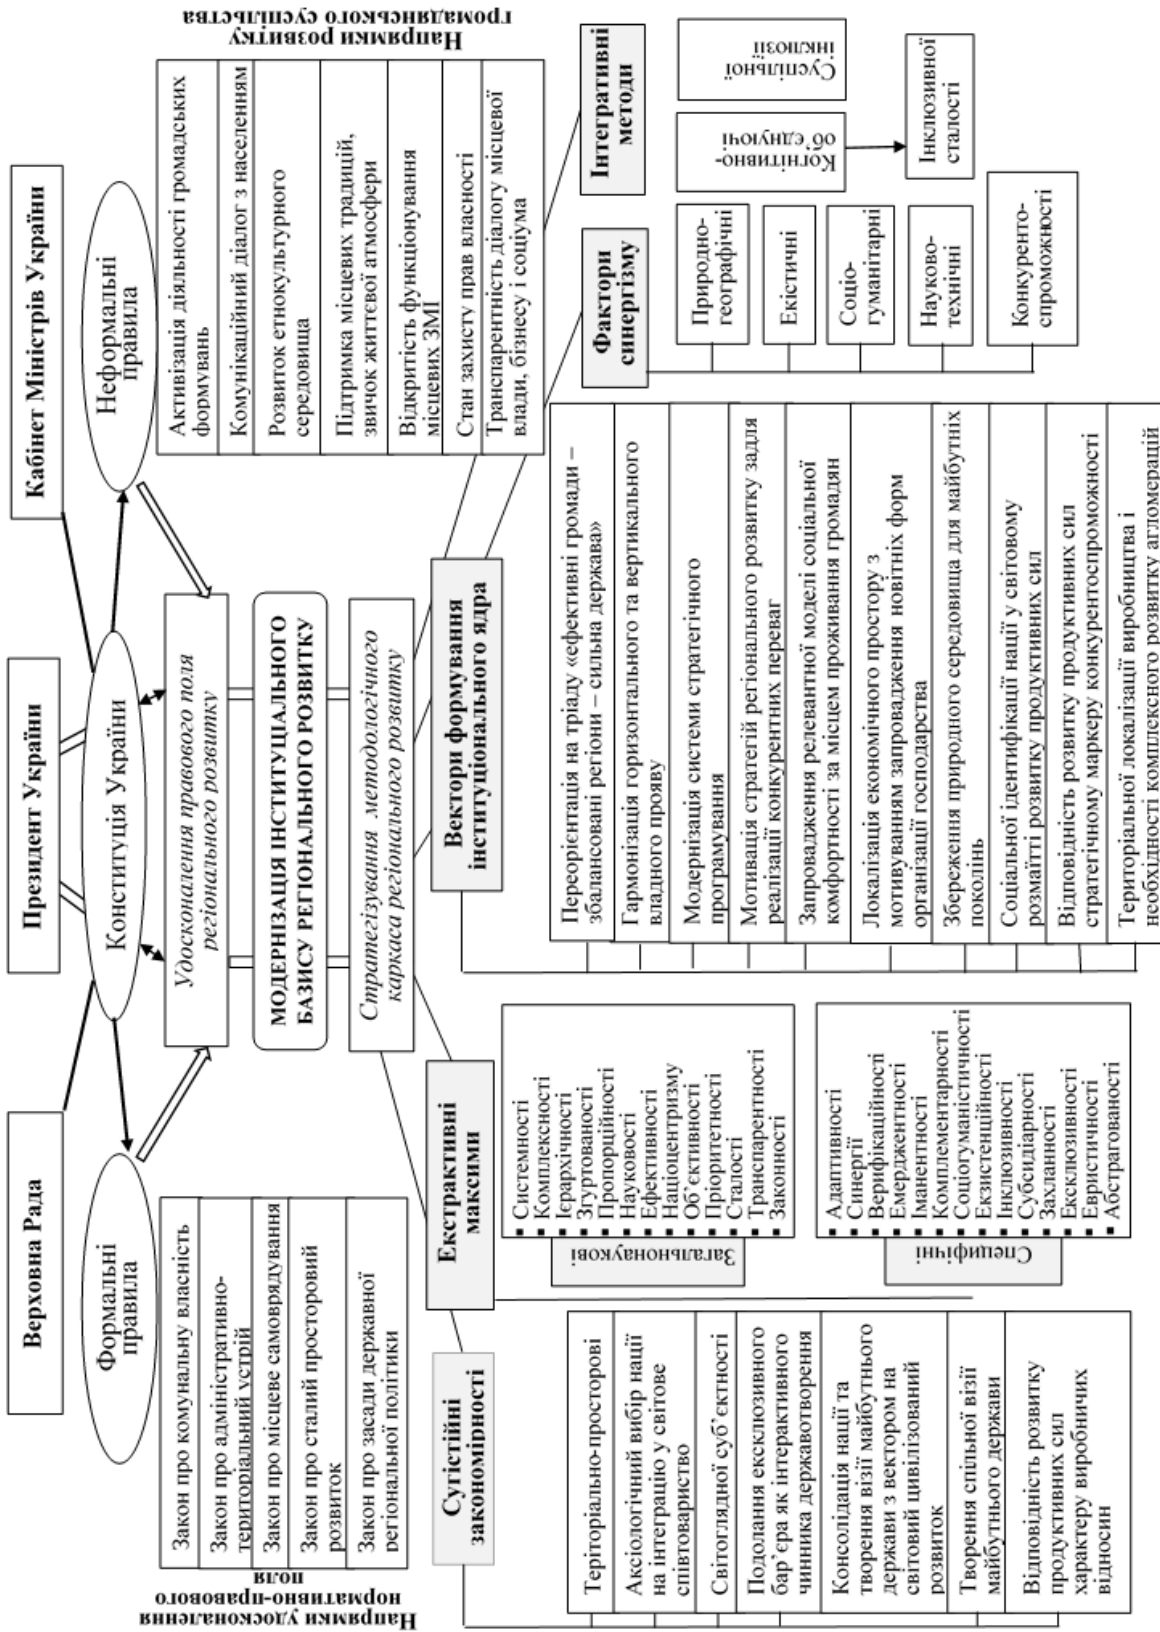 Верховна Рада
Президент України
Кабінет Міністрів України
Формальні
правила
Конституція України
Неформальні
правила
Напрямки удосконалення
нормативно-правового
поля
Закон про комунальну власність
Закон про адміністративно-
територіальний устрій
Закон про місцеве самоврядування
Закон про сталий просторовий
розвиток
Закон про засади державної
регіональної політики
Удосконалення правового поля
регіонального розвитку
МОДЕРНІЗАЦІЯ ІНСТИТУЦІАЛЬНОГО
БАЗИСУ РЕГІОНАЛЬНОГО РОЗВИТКУ
Стратегізування методологічного
каркаса регіонального розвитку
Напрямки розвитку
громадянського суспільства
Активізація діяльності громадських
формувань
Комунікаційний діалог з населенням
Розвиток етнокультурного
середовища
Підтримка місцевих традицій,
звичок життєвої атмосфери
Відкритість функціонування
місцевих ЗМІ
Стан захисту прав власності
Транспарентність діалогу місцевої
влади, бізнесу і соціума
Сугістійні
закономірності
Територіально-просторові
Аксіологічний вибір нації
на інтеграцію у світове
співтовариство
Світоглядної суб’єктності
Подолання ексклюзивного
бар’єра як інтерактивного
чинника державотворення
Консолідація нації та
творення візії майбутнього
держави з вектором на
світовий цивілізований
розвиток
Творення спільної візії
майбутнього держави
Відповідність розвитку
продуктивних сил
характеру виробничих
відносин
Екстрактивні
максими
Загальнонаукові
▪ Системності
▪ Комплексності
▪ Ієрархічності
▪ Згуртованості
▪ Пропорційності
▪ Науковості
▪ Ефективності
▪ Націоцентризму
▪ Об’єктивності
▪ Пріоритетності
▪ Сталості
▪ Транспарентності
▪ Законності
Специфічні
▪ Адаптивності
▪ Синергії
▪ Верифікаційності
▪ Емерджентності
▪ Іманентності
▪ Комплементарності
▪ Соціогуманістичності
▪ Екзистенційності
▪ Інклюзивності
▪ Субсидіарності
▪ Захланності
▪ Ексклюзивності
▪ Евристичності
▪ Абстрагованості
Вектори формування
інституціонального ядра
Переорієнтація на тріаду «ефективні громади –
збалансовані регіони – сильна держава»
Гармонізація горизонтального та вертикального
владного прояву
Модернізація системи стратегічного
програмування
Мотивація стратегій регіонального розвитку задля
реалізації конкурентних переваг
Запровадження релевантної моделі соціальної
комфортності за місцем проживання громадян
Локалізація економічного простору з
мотивуванням запровадження новітніх форм
організації господарства
Збереження природного середовища для майбутніх
поколінь
Соціальної ідентифікації нації у світовому
розмаїтті розвитку продуктивних сил
Відповідність розвитку продуктивних сил
стратегічному маркеру конкурентоспроможності
Територіальної локалізації виробництва і
необхідності комплексного розвитку агломерацій
Фактори
синергізму
Природно-
географічні
Екістичні
Соціо-
гуманітарні
Науково-
технічні
Конкуренто-
спроможності
Інтегративні
методи
Когнітивно-
об’єднуючі
Суспільної
інклюзії
Інклюзивної
сталості